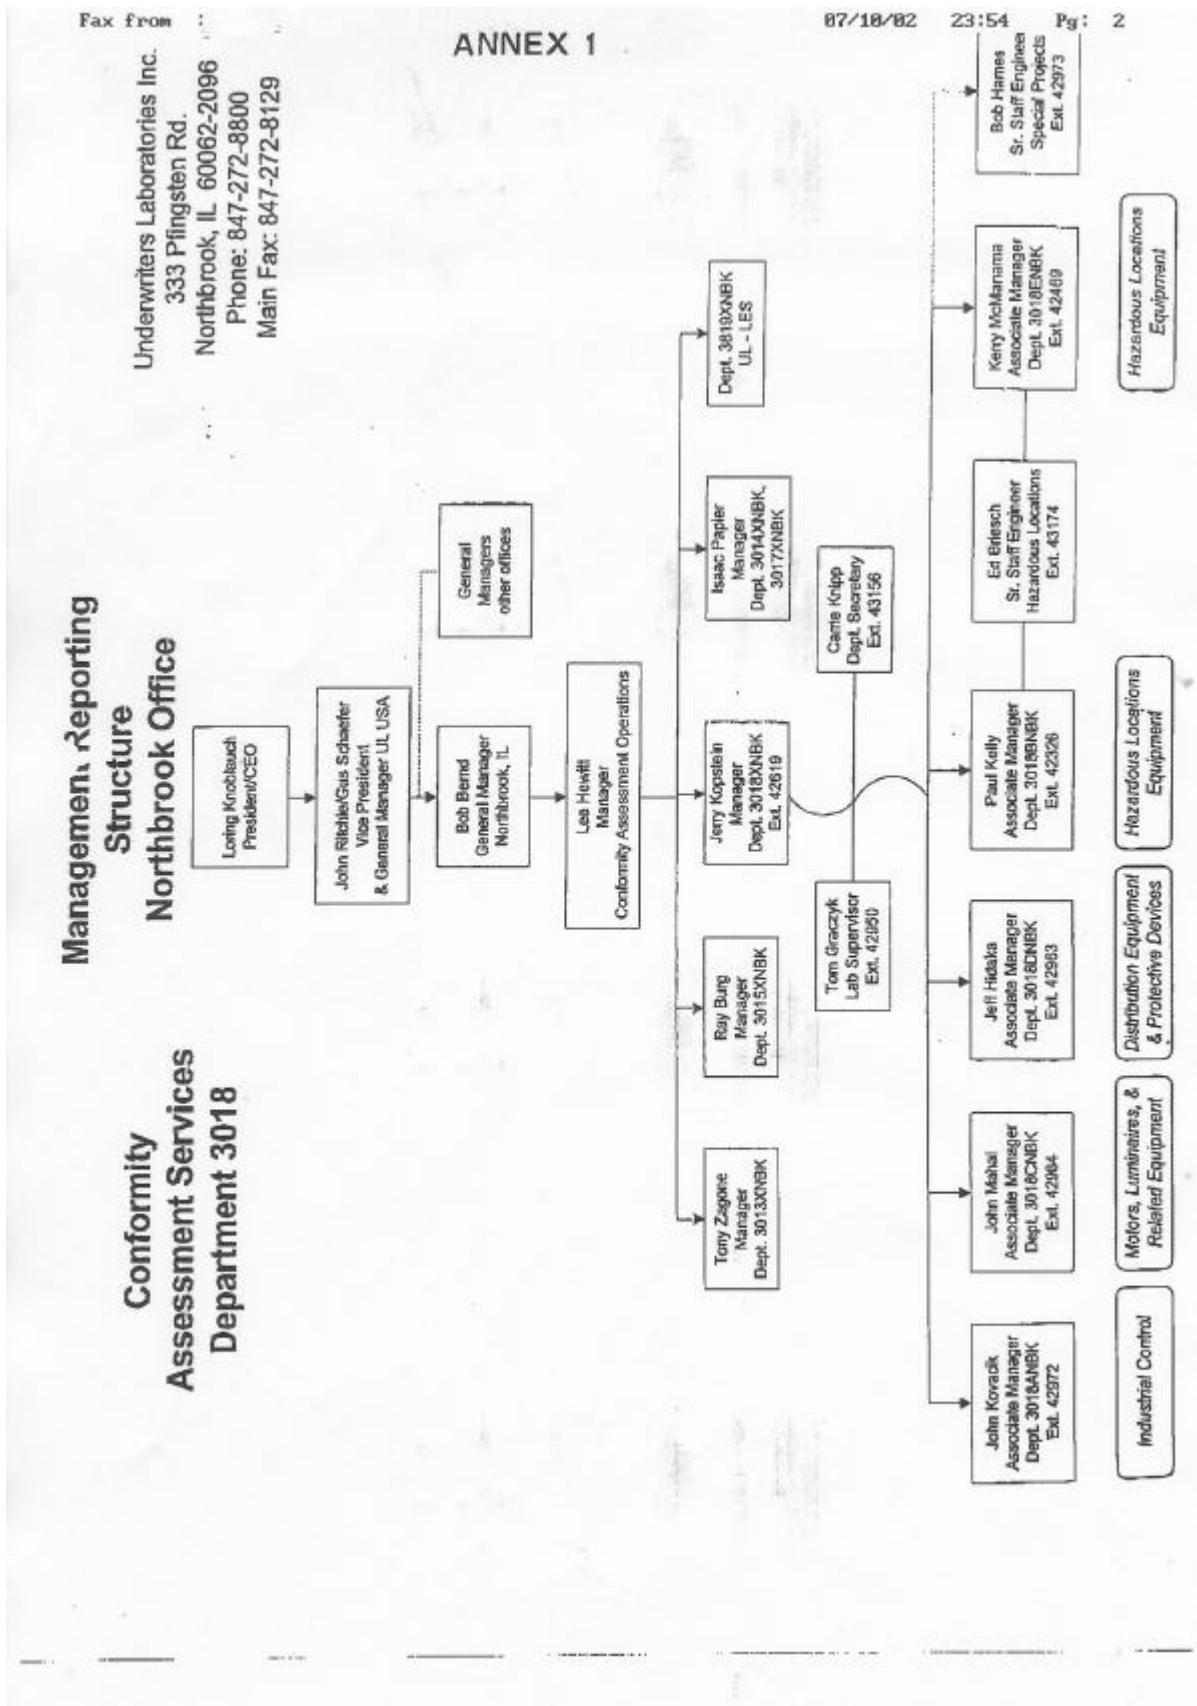 Fax from : 07/10/02 23:54 Pg: 2
ANNEX 1
Conformity
Assessment Services
Department 3018
Management Reporting
Structure
Northbrook Office
Underwriters Laboratories Inc.
333 Pfingsten Rd.
Northbrook, IL 60062-2096
Phone: 847-272-8800
Main Fax: 847-272-8129
Loring Knoblauch
President/CEO
John Ritchie/Gus Schaefer
Vice President
& General Manager UL USA
Bob Bernd
General Manager
Northbrook, IL
General
Managers
other offices
Lee Hewitt
Manager
Conformity Assessment Operations
Tony Zagone
Manager
Dept. 3013XNBK
Ray Burg
Manager
Dept. 3015XNBK
Jerry Kopstein
Manager
Dept. 3018XNBK
Ext. 42619
Isaac Papier
Manager
Dept. 3014XNBK,
3017XNBK
Dept. 3819XNBK
UL - LES
Tom Graczyk
Lab Supervisor
Ext. 42950
Carrie Knipp
Dept. Secretary
Ext. 43156
John Kovacik
Associate Manager
Dept. 3018ANBK
Ext. 42972
John Mahal
Associate Manager
Dept. 3018CNBK
Ext. 42964
Jeff Hidaka
Associate Manager
Dept. 3018DNBK
Ext. 42963
Paul Kelly
Associate Manager
Dept. 3018BNBK
Ext. 42326
Ed Briesch
Sr. Staff Engineer
Hazardous Locations
Ext. 43174
Kerry McManama
Associate Manager
Dept. 3018ENBK
Ext. 42469
Bob Harnes
Sr. Staff Engineer
Special Projects
Ext. 42973
Industrial Control
Motors, Luminaires, &
Related Equipment
Distribution Equipment
& Protective Devices
Hazardous Locations
Equipment
Hazardous Locations
Equipment